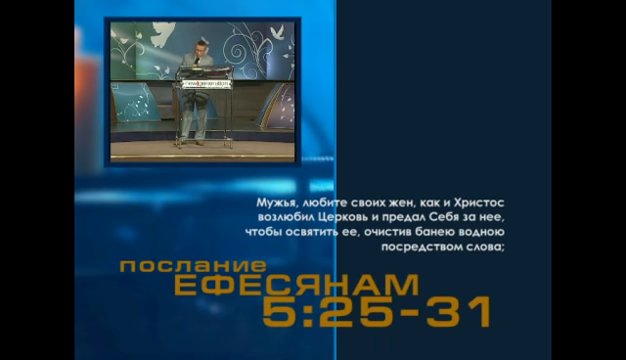 Мужья, любите своих жен, как и Христос
возлюбил Церковь и предал Себя за нее,
чтобы освятить ее, очистив банею водною
посредством слова;
послание
ЕФЕСЯНАМ
5:25-31